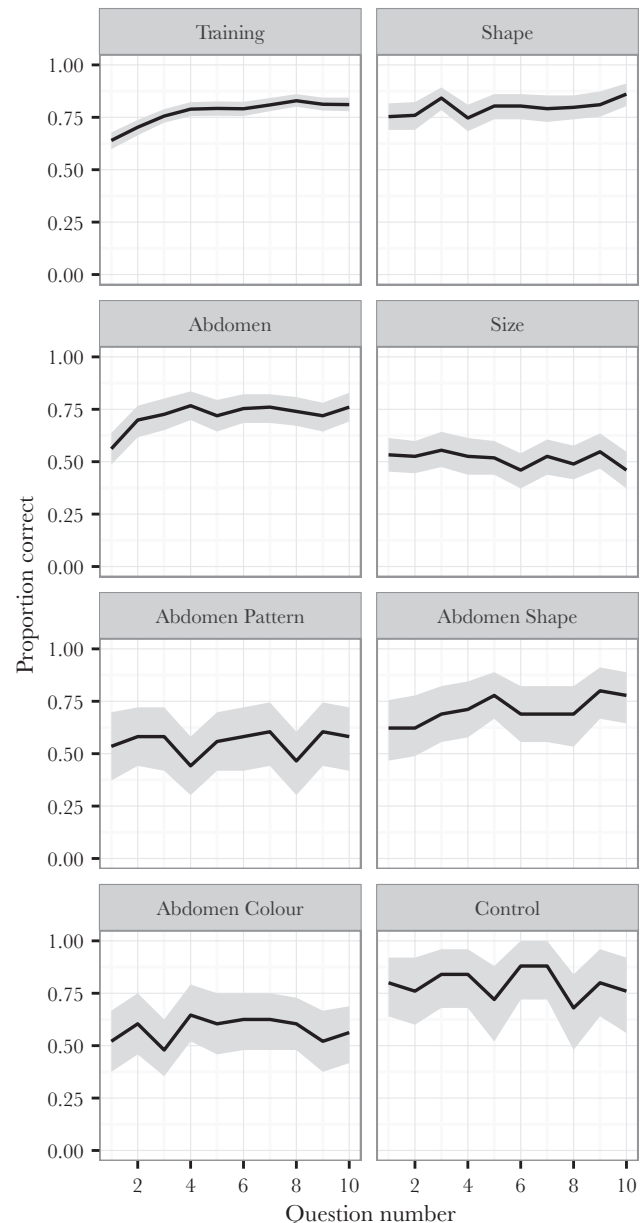 Training
Shape
1.00
0.75
0.50
0.25
0.00
Abdomen
Size
1.00
0.75
0.50
0.25
0.00
Abdomen Pattern
Abdomen Shape
1.00
0.75
0.50
0.25
0.00
Abdomen Colour
Control
1.00
0.75
0.50
0.25
0.00
2 4 6 8 10 2 4 6 8 10
Question number
Proportion correct